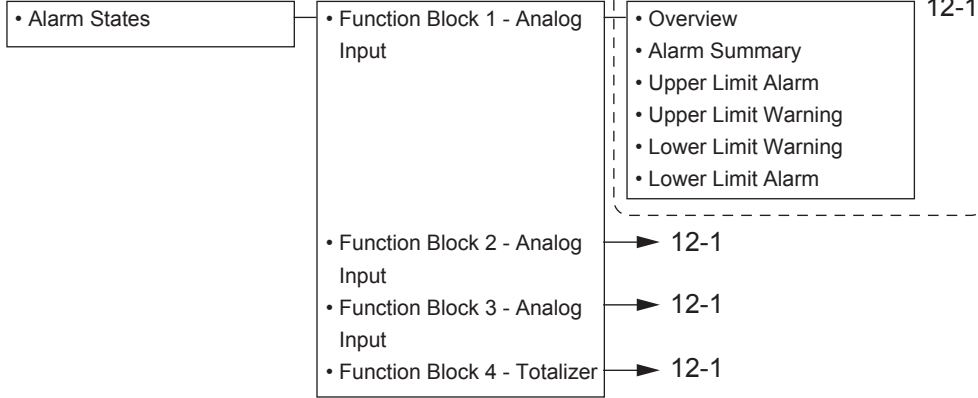 • Alarm States
• Function Block 1 - Analog
Input
• Overview
• Alarm Summary
• Upper Limit Alarm
• Upper Limit Warning
• Lower Limit Warning
• Lower Limit Alarm
12-1
• Function Block 2 - Analog
Input
12-1
• Function Block 3 - Analog
Input
12-1
• Function Block 4 - Totalizer
12-1